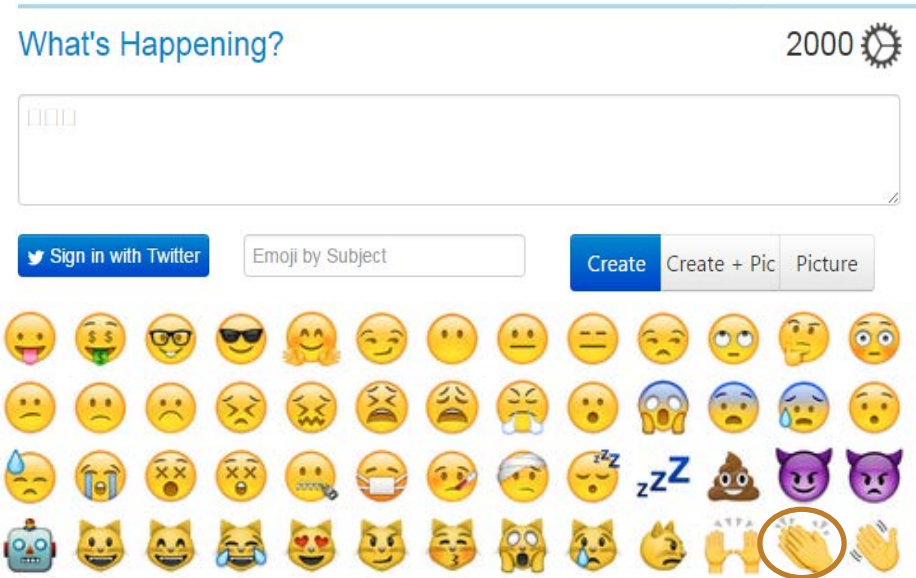 What's Happening?
2000
Sign in with Twitter
Emoji by Subject
Create
Create + Pic
Picture